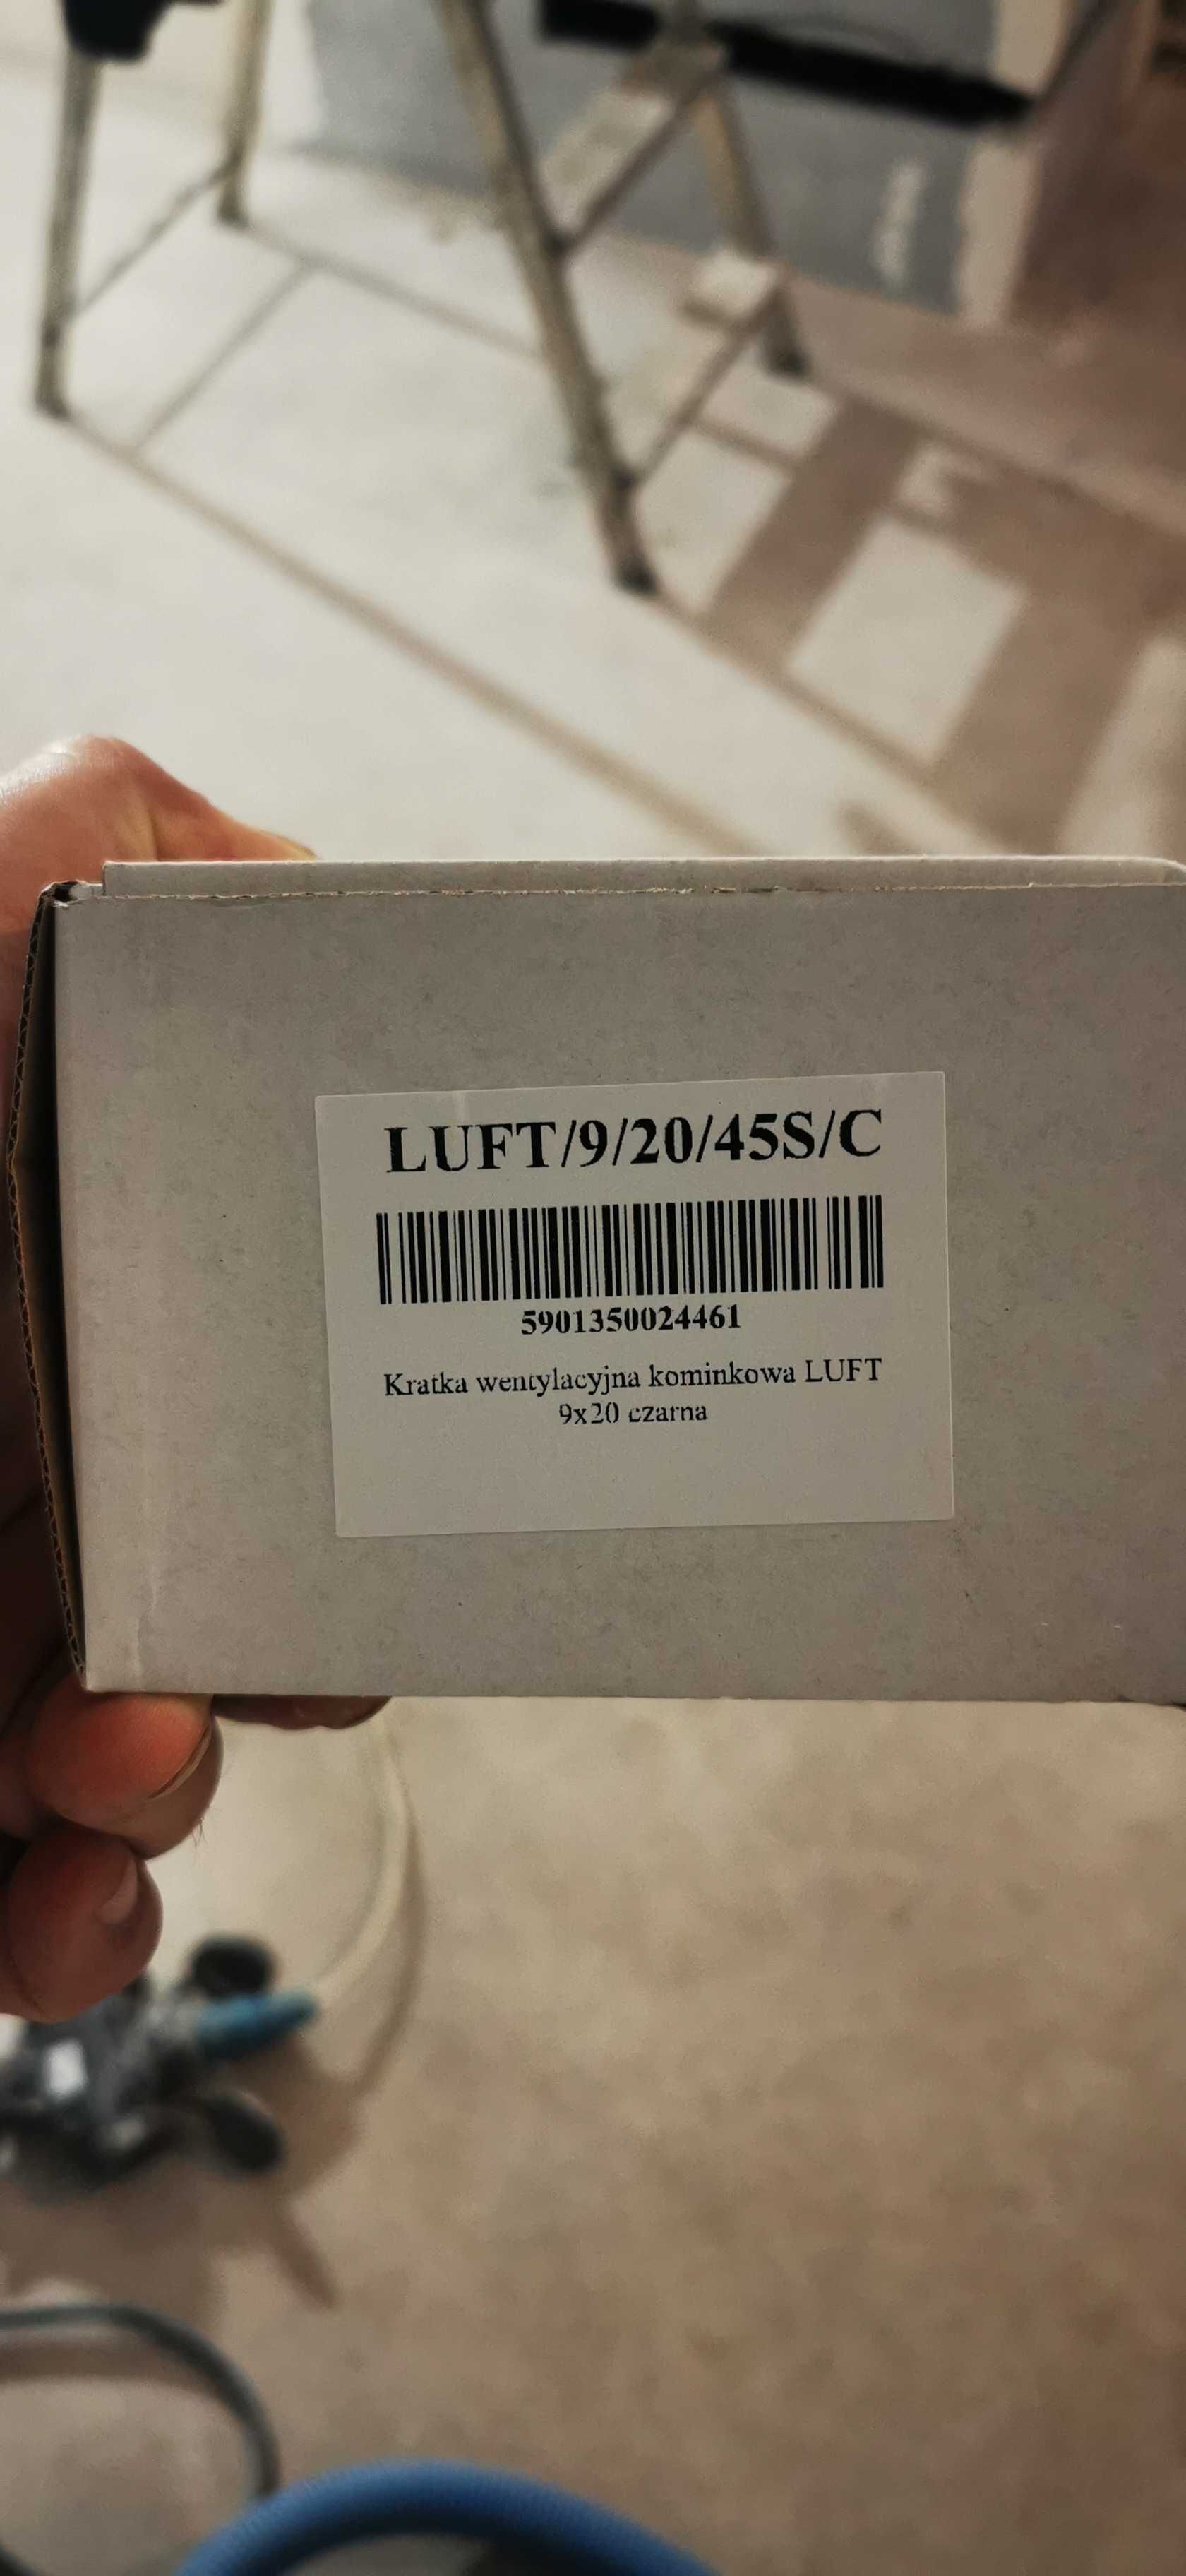 LUFT/9/20/45S/C
5901350024461
Kratka wentylacyjna kominkowa LUFT
9x20 czarna